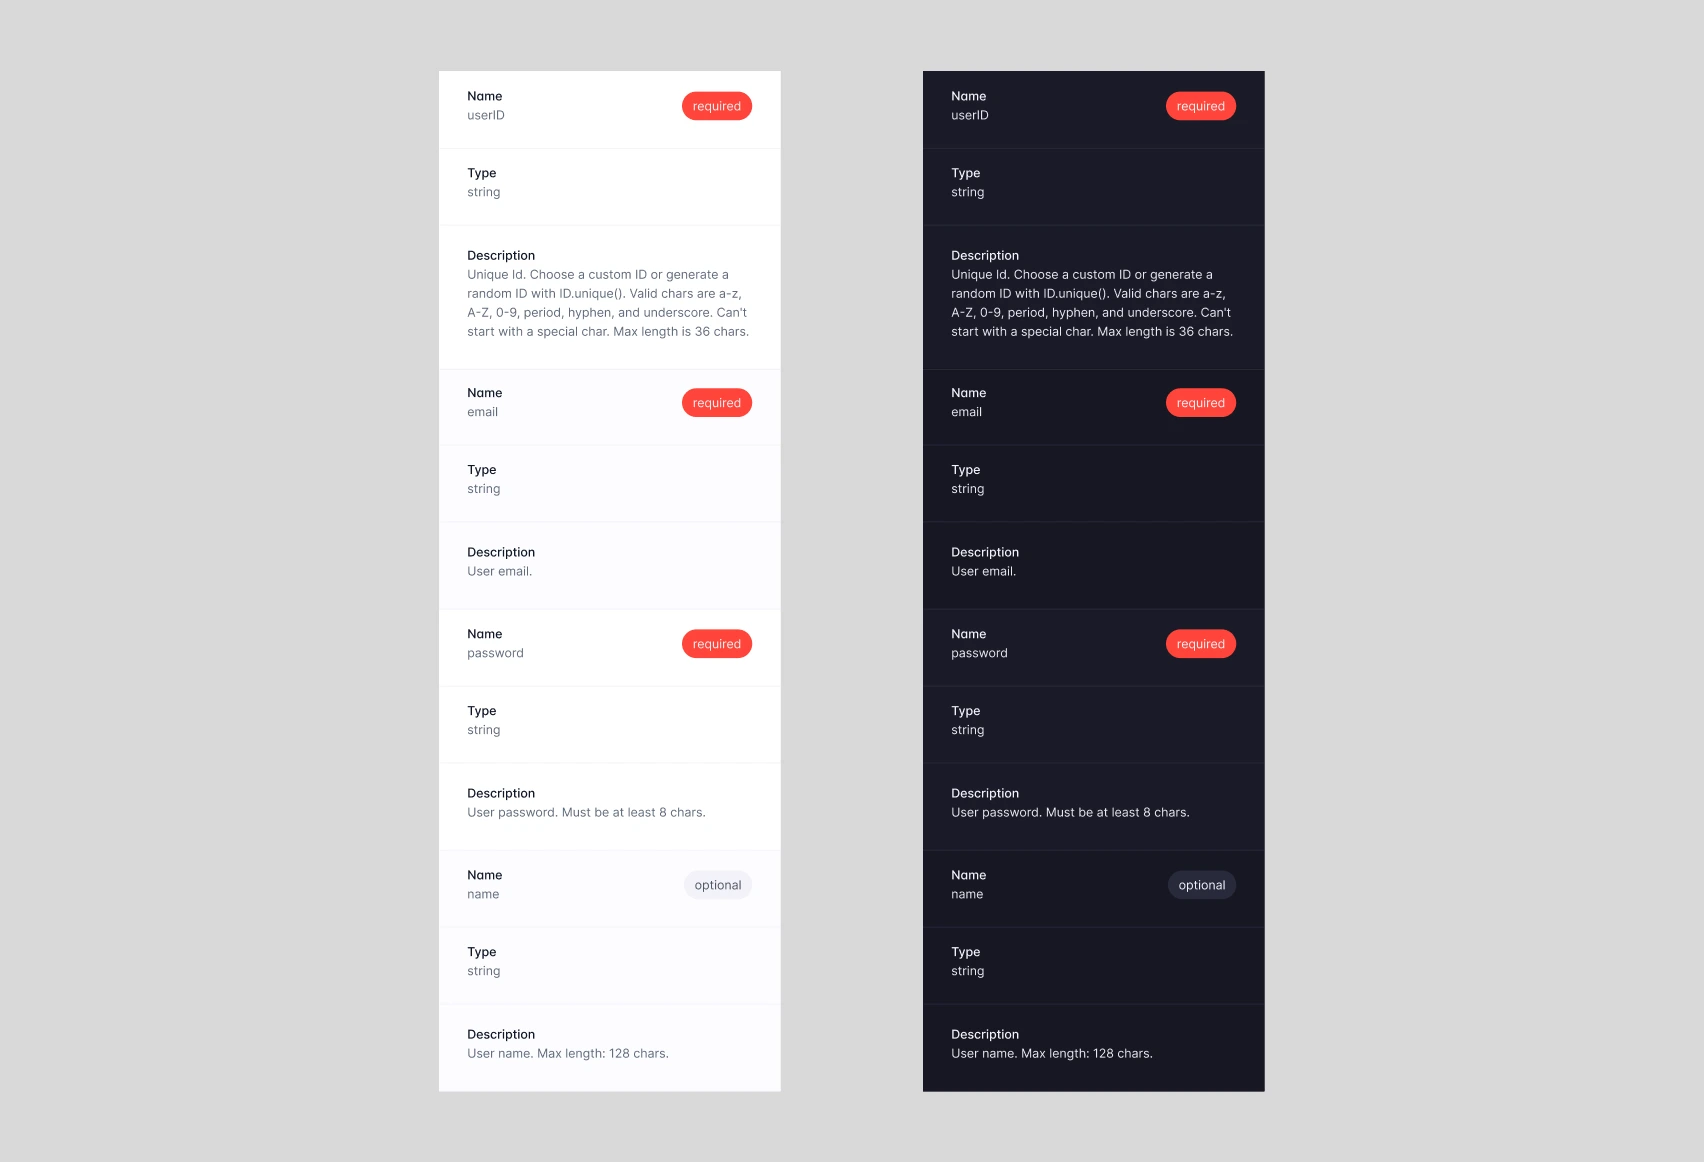 Name
userID
required
Type
string
Description
Unique Id. Choose a custom ID or generate a
random ID with ID.unique(). Valid chars are a-z,
A-Z, 0-9, period, hyphen, and underscore. Can't
start with a special char. Max length is 36 chars.
Name
email
required
Type
string
Description
User email.
Name
password
required
Type
string
Description
User password. Must be at least 8 chars.
Name
name
optional
Type
string
Description
User name. Max length: 128 chars.
Name
userID
required
Type
string
Description
Unique Id. Choose a custom ID or generate a
random ID with ID.unique(). Valid chars are a-z,
A-Z, 0-9, period, hyphen, and underscore. Can't
start with a special char. Max length is 36 chars.
Name
email
required
Type
string
Description
User email.
Name
password
required
Type
string
Description
User password. Must be at least 8 chars.
Name
name
optional
Type
string
Description
User name. Max length: 128 chars.